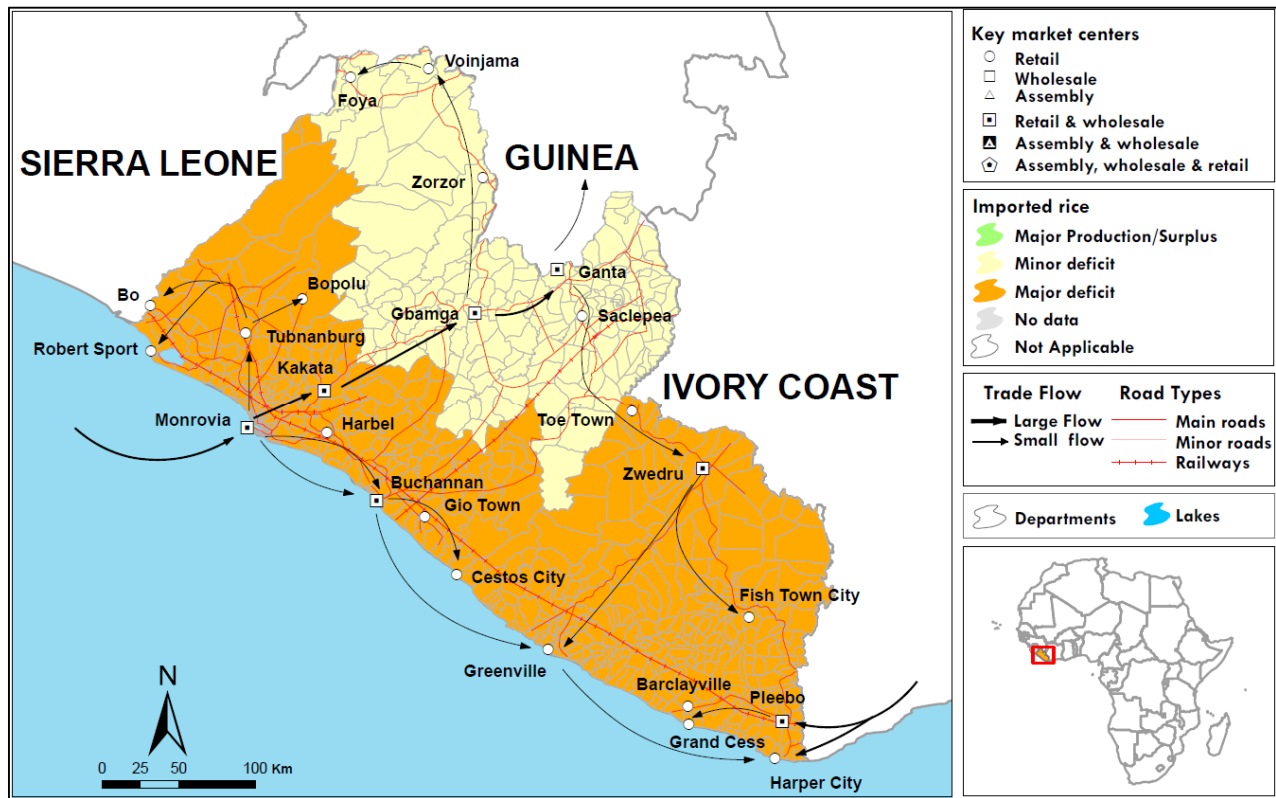 Voinjama
Foya
SIERRA LEONE
GUINEA
Zorzor
Ganta
Bopolu
Bo
Gbamga
Saclepea
Tubnanburg
Robert Sport
Kakata
IVORY COAST
Monrovia
Harbel
Toe Town
Zwedru
Buchannan
Gio Town
Cestos City
Fish Town City
Greenville
Barclayville
Pleebo
Grand Cess
Harper City
N
0 25 50 100 Km
Key market centers
Retail
Wholesale
Assembly
Retail & wholesale
Assembly & wholesale
Assembly, wholesale & retail
Imported rice
Major Production/Surplus
Minor deficit
Major deficit
No data
Not Applicable
Trade Flow
Large Flow
Small flow
Road Types
Main roads
Minor roads
Railways
Departments
Lakes